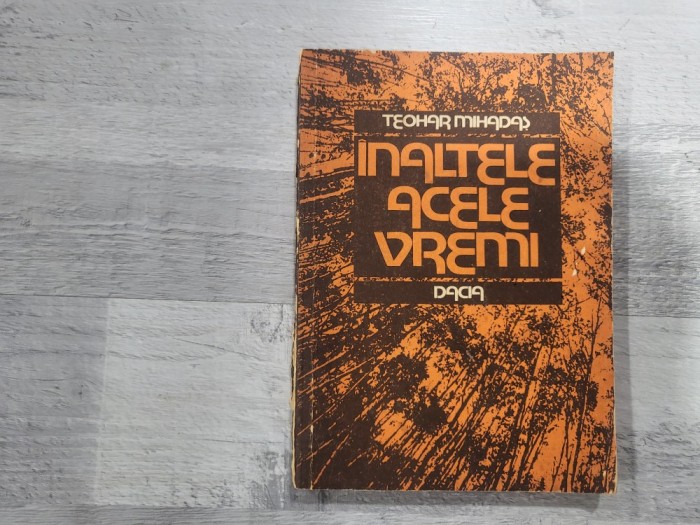 TEOHAR MIHADAȘ
ÎNALTELE
ACELE
VREMI
DACIA